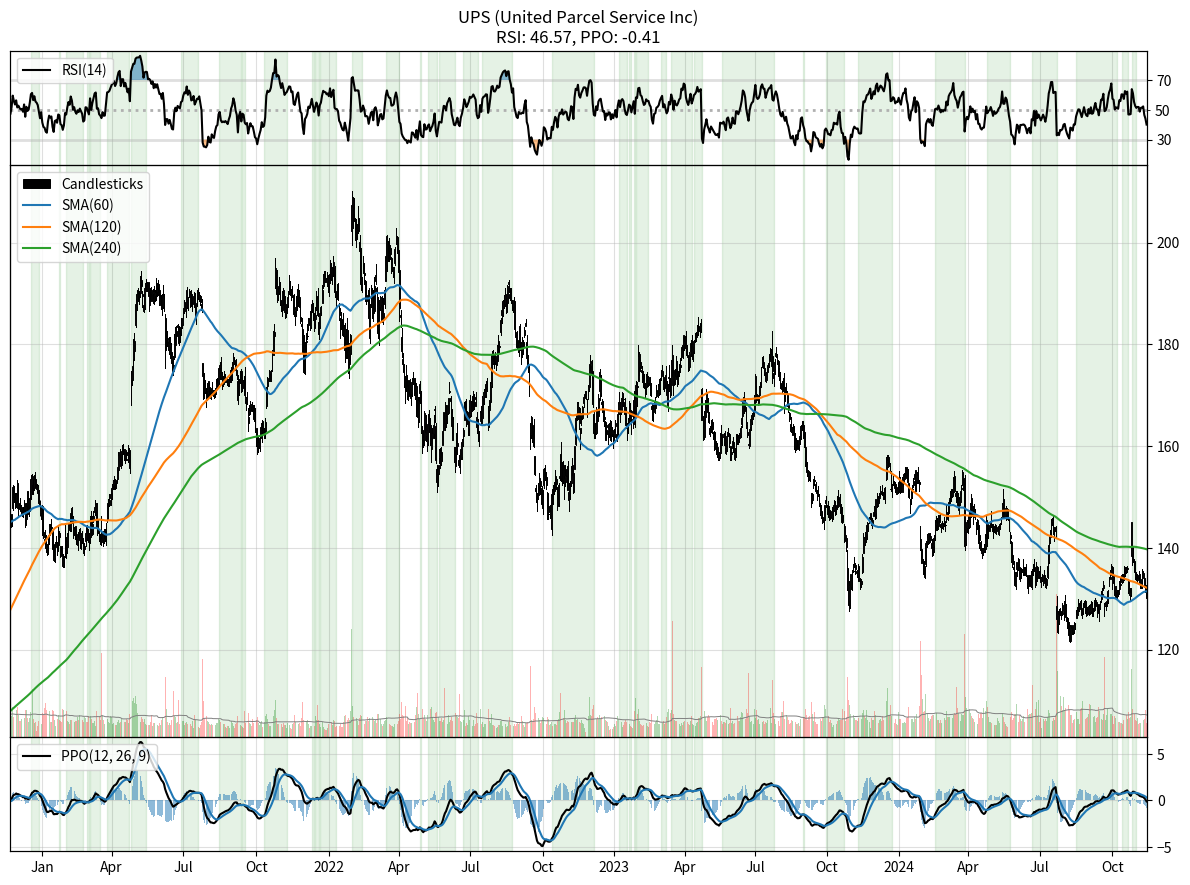 UPS (United Parcel Service Inc)
RSI: 46.57, PPO: -0.41
RSI(14)
70
50
30
Candlesticks
SMA(60)
SMA(120)
SMA(240)
200
180
160
140
120
PPO(12, 26, 9)
5
0
−5
Jan Apr Jul Oct 2022 Apr Jul Oct 2023 Apr Jul Oct 2024 Apr Jul Oct